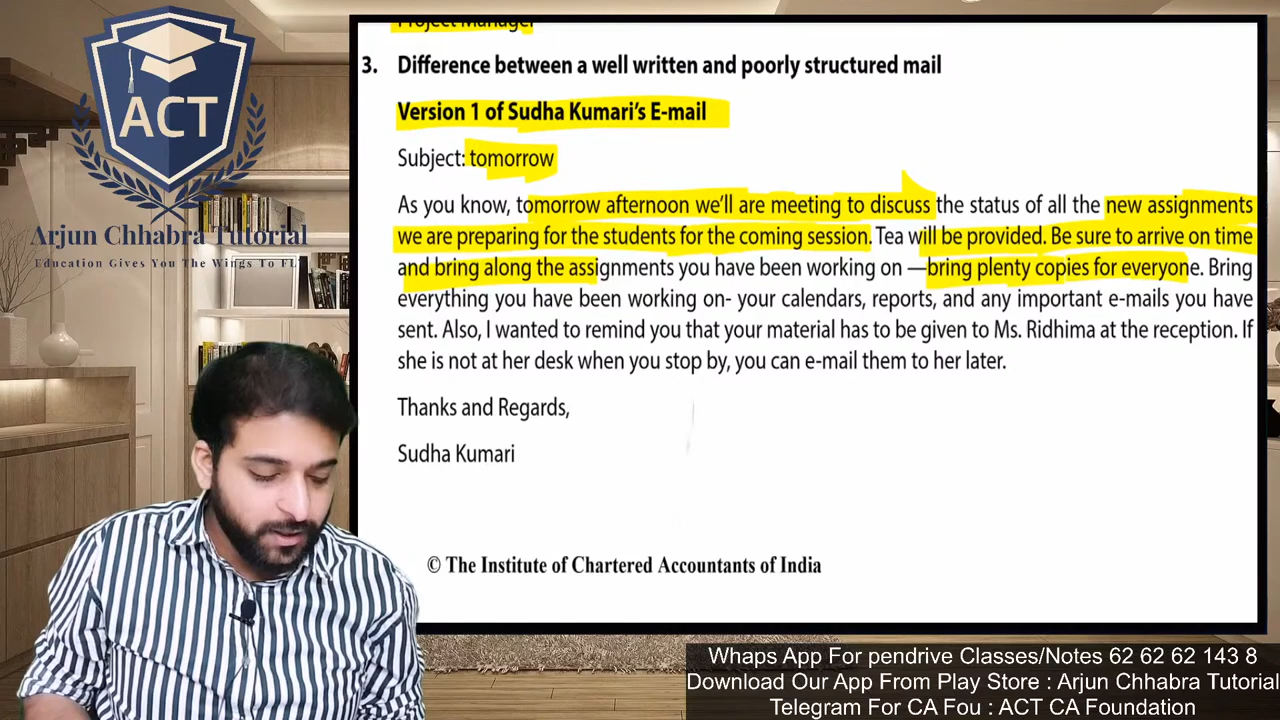 Project Manager
3. Difference between a well written and poorly structured mail
Version 1 of Sudha Kumari's E-mail
Subject: tomorrow
As you know, tomorrow afternoon we'll are meeting to discuss the status of all the new assignments
we are preparing for the students for the coming session. Tea will be provided. Be sure to arrive on time
and bring along the assignments you have been working on —bring plenty copies for everyone. Bring
everything you have been working on- your calendars, reports, and any important e-mails you have
sent. Also, I wanted to remind you that your material has to be given to Ms. Ridhima at the reception. If
she is not at her desk when you stop by, you can e-mail them to her later.
Thanks and Regards,
Sudha Kumari
© The Institute of Chartered Accountants of India
ACT
Arjun Chhabra Tutorial
Education Gives You The Wings To
Whaps App For pendrive Classes/Notes 62 62 62 143 8
Download Our App From Play Store : Arjun Chhabra Tutorial
Telegram For CA Fou : ACT CA Foundation